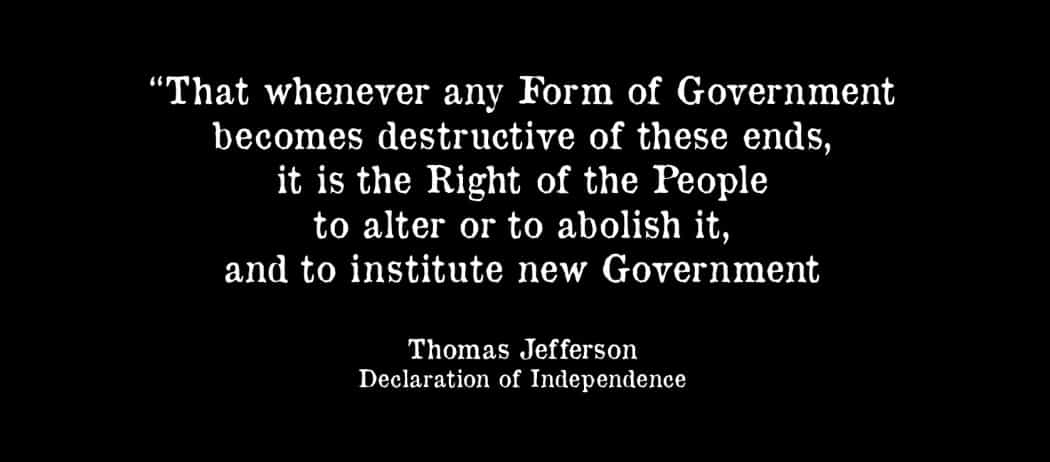 “That whenever any Form of Government
becomes destructive of these ends,
it is the Right of the People
to alter or to abolish it,
and to institute new Government
Thomas Jefferson
Declaration of Independence